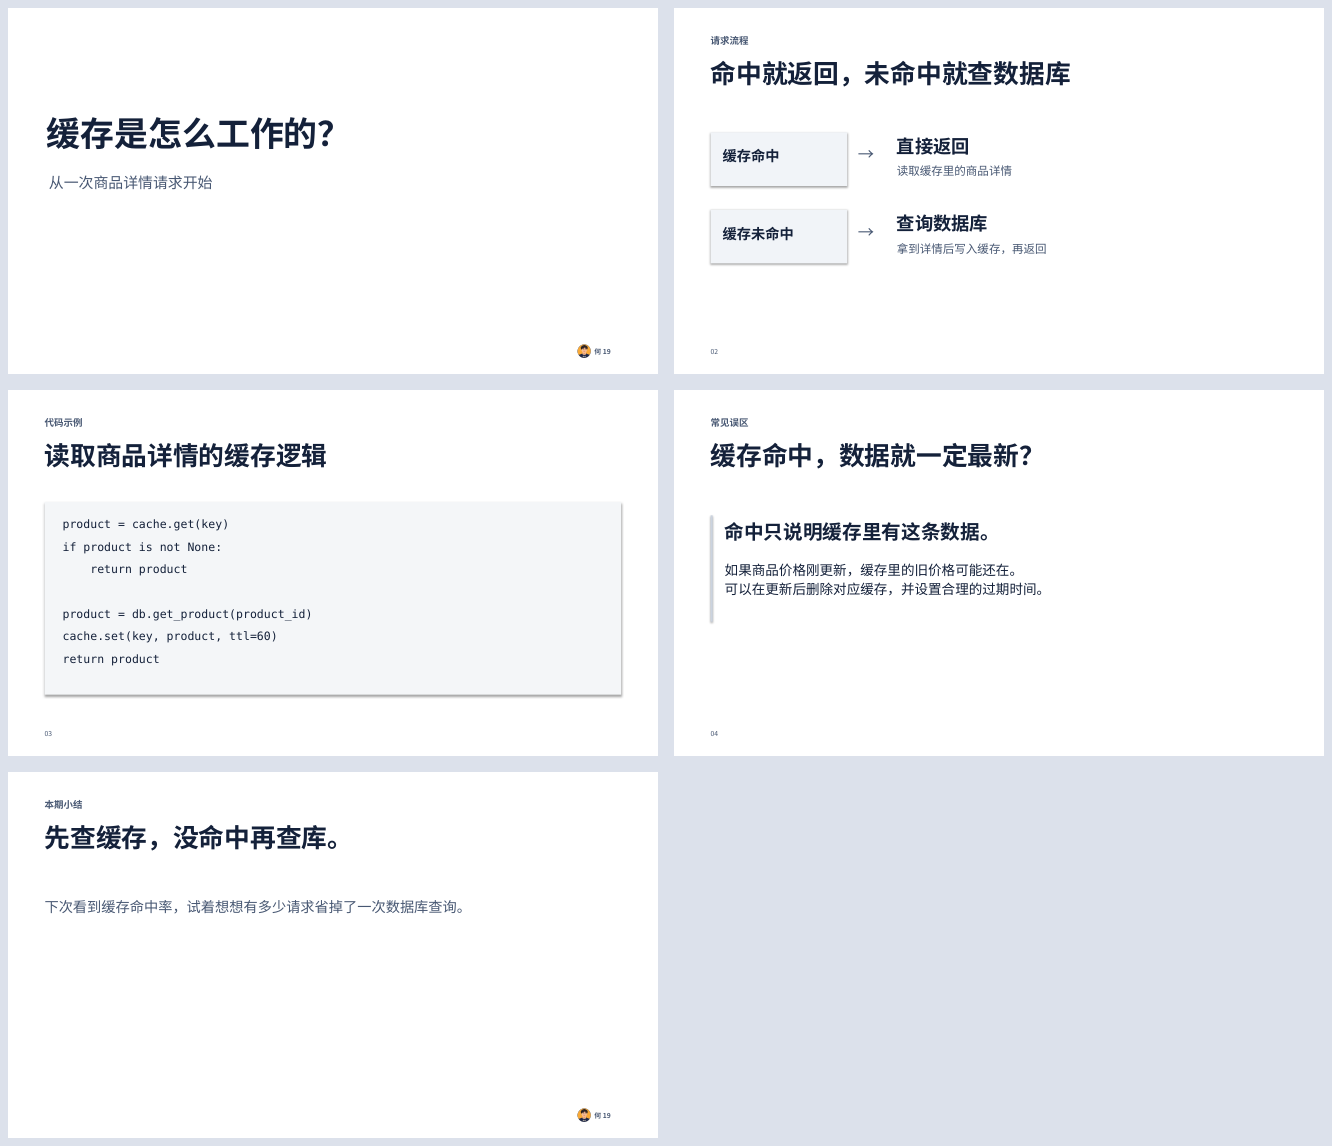 缓存是怎么工作的？
从一次商品详情请求开始
何 19
请求流程
命中就返回，未命中就查数据库
缓存命中
→
直接返回
读取缓存里的商品详情
缓存未命中
→
查询数据库
拿到详情后写入缓存，再返回
02
代码示例
读取商品详情的缓存逻辑
product = cache.get(key)
if product is not None:
    return product
product = db.get_product(product_id)
cache.set(key, product, ttl=60)
return product
03
常见误区
缓存命中，数据就一定最新？
命中只说明缓存里有这条数据。
如果商品价格刚更新，缓存里的旧价格可能还在。
可以在更新后删除对应缓存，并设置合理的过期时间。
04
本期小结
先查缓存，没命中再查库。
下次看到缓存命中率，试着想想有多少请求省掉了一次数据库查询。
何 19